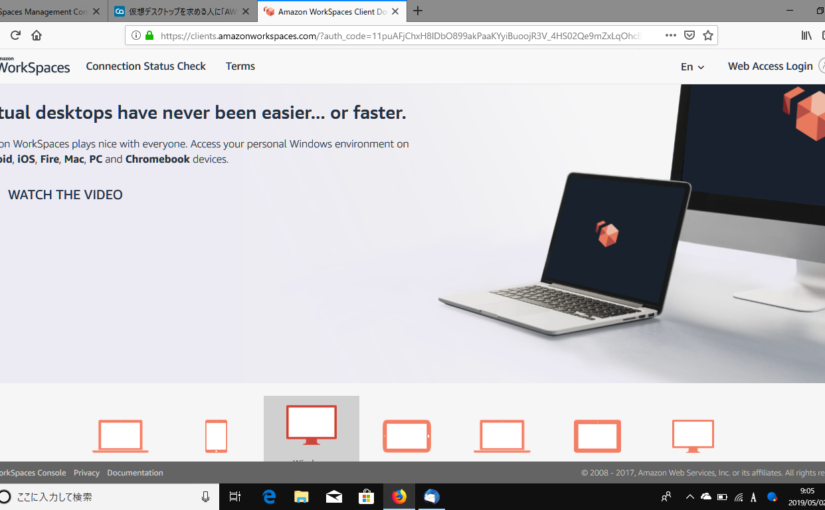 Spaces Management Con
仮想デスクトップを求める人に「AW
Amazon WorkSpaces Client Do
https://clients.amazonworkspaces.com/?auth_code=11puAFjChxH8IDbO899akPaaKYyiBuoojR3V_4HS02Qe9mZxLqOhc
amazon
WorkSpaces
Connection Status Check
Terms
En
Web Access Login
tual desktops have never been easier... or faster.
on WorkSpaces plays nice with everyone. Access your personal Windows environment on
oid, iOS, Fire, Mac, PC and Chromebook devices.
WATCH THE VIDEO
orkSpaces Console Privacy Documentation
© 2008 - 2017, Amazon Web Services, Inc. or its affiliates. All rights re
ここに入力して検索
A
9:05
2019/05/02